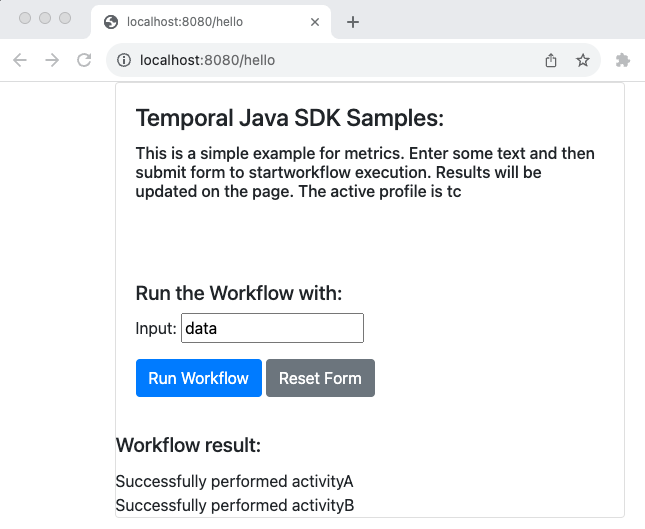 localhost:8080/hello
localhost:8080/hello
Temporal Java SDK Samples:
This is a simple example for metrics. Enter some text and then
submit form to startworkflow execution. Results will be
updated on the page. The active profile is tc
Run the Workflow with:
Input: data
Run Workflow Reset Form
Workflow result:
Successfully performed activityA
Successfully performed activityB